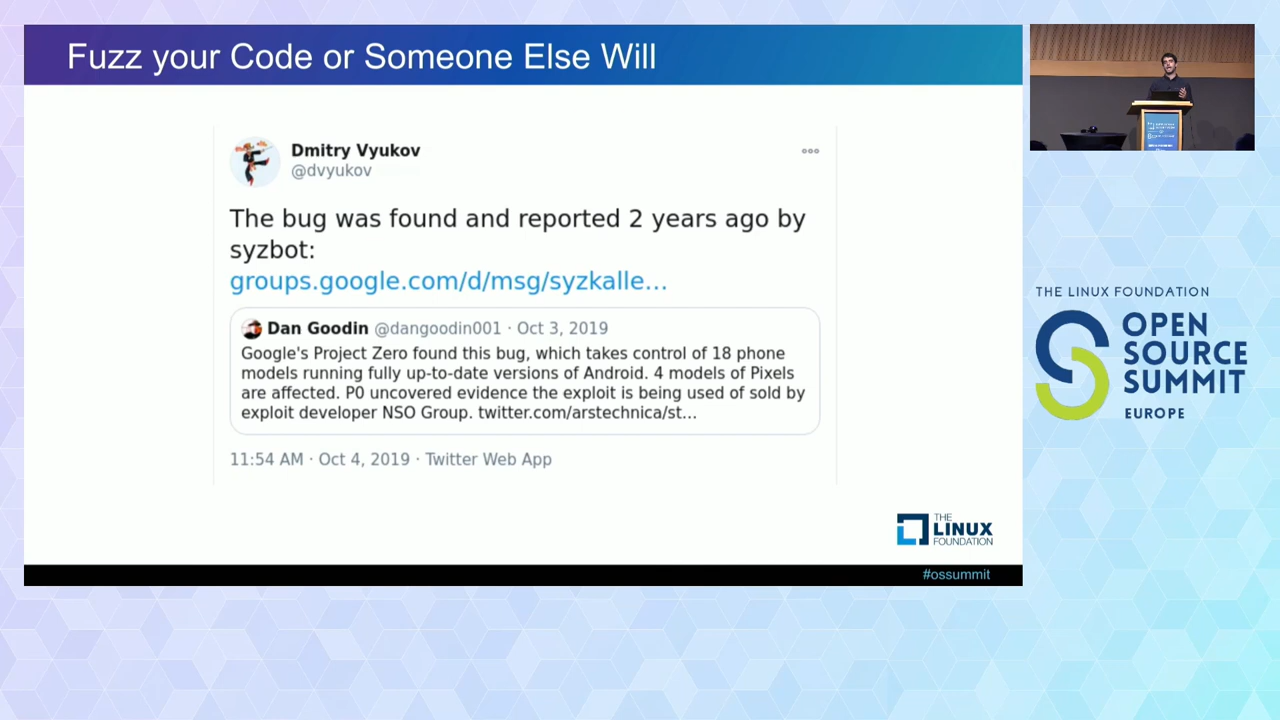 Fuzz your Code or Someone Else Will
Dmitry Vyukov
@dvyukov
The bug was found and reported 2 years ago by
syzbot:
groups.google.com/d/msg/syzkalle...
Dan Goodin @dangoodin001 · Oct 3, 2019
Google's Project Zero found this bug, which takes control of 18 phone
models running fully up-to-date versions of Android. 4 models of Pixels
are affected. P0 uncovered evidence the exploit is being used of sold by
exploit developer NSO Group. twitter.com/arstechnica/st...
11:54 AM · Oct 4, 2019 · Twitter Web App
THE
LINUX
FOUNDATION
#ossummit
THE LINUX FOUNDATION
OPEN
SOURCE
SUMMIT
EUROPE